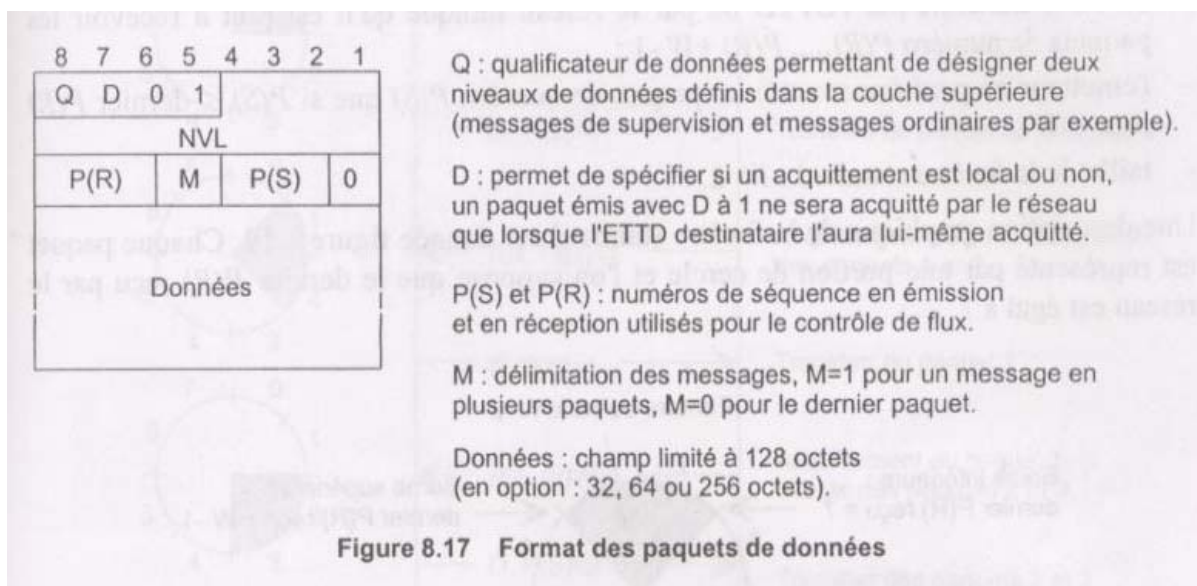 8 7 6 5 4 3 2 1
Q D 0 1
NVL
P(R) M P(S) 0
Données
Q : qualificateur de données permettant de désigner deux
niveaux de données définis dans la couche supérieure
(messages de supervision et messages ordinaires par exemple).
D : permet de spécifier si un acquittement est local ou non,
un paquet émis avec D à 1 ne sera acquitté par le réseau
que lorsque l'ETTD destinataire l'aura lui-même acquitté.
P(S) et P(R) : numéros de séquence en émission
et en réception utilisés pour le contrôle de flux.
M : délimitation des messages, M=1 pour un message en
plusieurs paquets, M=0 pour le dernier paquet.
Données : champ limité à 128 octets
(en option : 32, 64 ou 256 octets).
Figure 8.17 Format des paquets de données